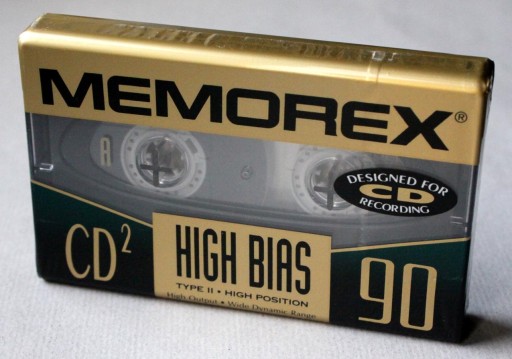 MEMOREX®
A
DESIGNED FOR
CD
RECORDING
CD²
HIGH BIAS
TYPE II • HIGH POSITION
High Output • Wide Dynamic Range
90